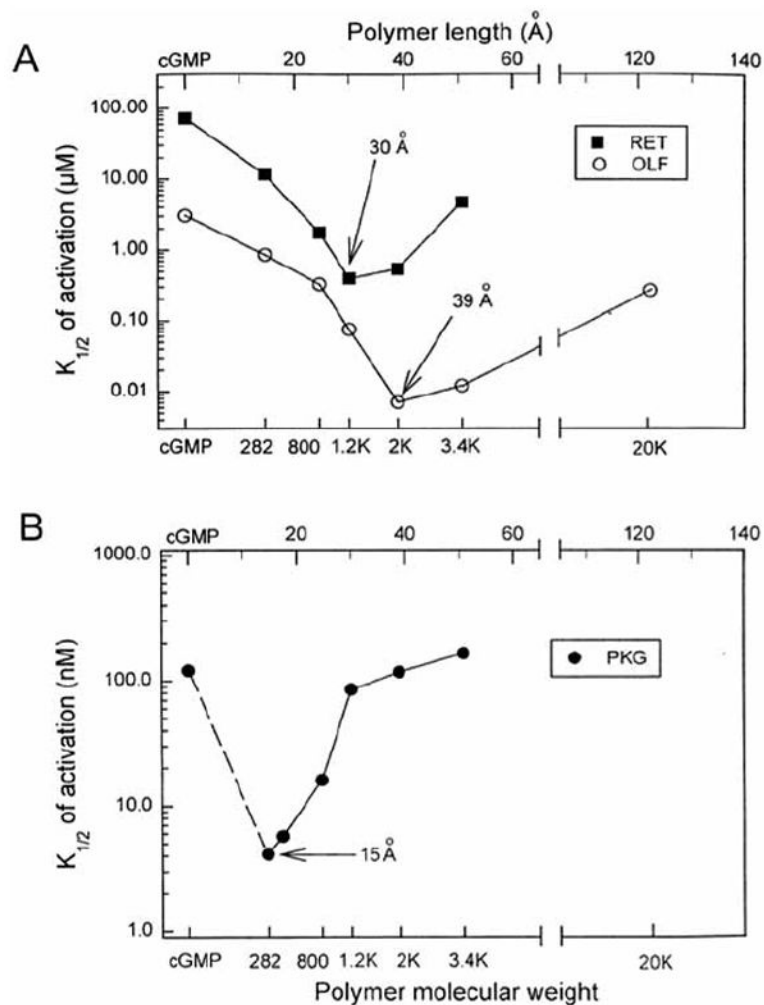 A
Polymer length (Å)
cGMP 20 40 60 120 140
100.00
10.00
1.00
0.10
0.01
K1/2 of activation (µM)
30 Å
39 Å
RET
OLF
cGMP 282 800 1.2K 2K 3.4K 20K
B
cGMP 20 40 60 120 140
1000.0
100.0
10.0
1.0
K1/2 of activation (nM)
PKG
15 Å
cGMP 282 800 1.2K 2K 3.4K 20K
Polymer molecular weight